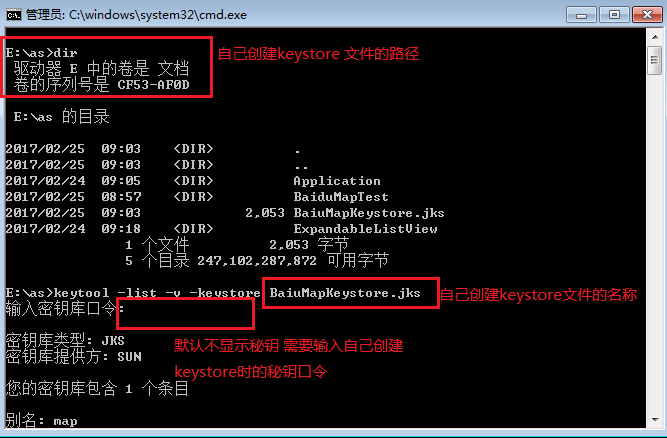 管理员: C:\windows\system32\cmd.exe
E:\as>dir
自己创建keystore 文件的路径
驱动器 E 中的卷是 文档
卷的序列号是 CF53-AF0D
E:\as 的目录
2017/02/25  09:03    <DIR>          .
2017/02/25  09:03    <DIR>          ..
2017/02/24  09:05    <DIR>          Application
2017/02/25  08:57    <DIR>          BaiduMapTest
2017/02/25  09:03             2,053 BaiuMapKeystore.jks
2017/02/24  09:18    <DIR>          ExpandableListView
1 个文件          2,053 字节
5 个目录 247,102,287,872 可用字节
E:\as>keytool -list -v -keystore BaiuMapKeystore.jks
自己创建keystore文件的名称
输入密钥库口令:
密钥库类型: JKS
默认不显示秘钥 需要输入自己创建
密钥库提供方: SUN
keystore时的秘钥口令
您的密钥库包含 1 个条目
别名: map